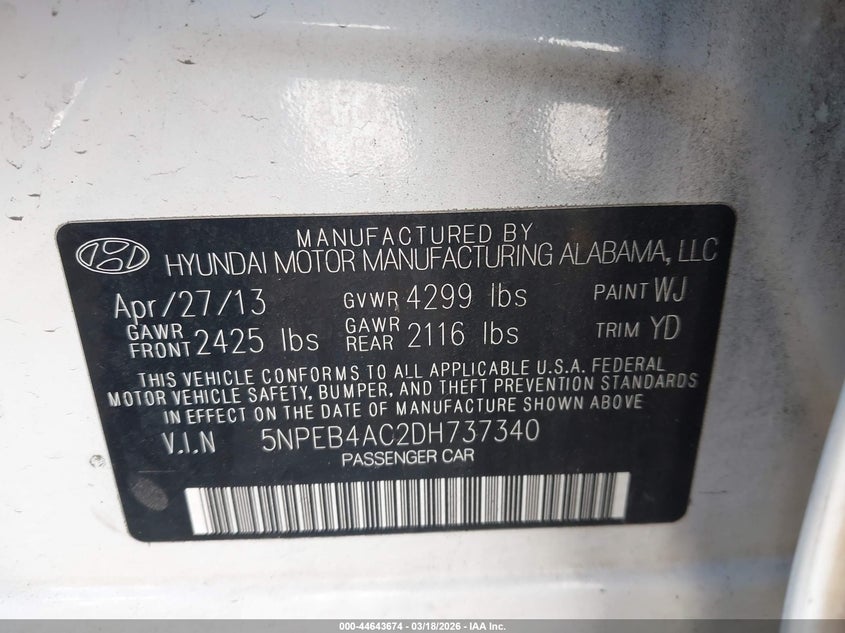 MANUFACTURED BY
HYUNDAI MOTOR MANUFACTURING ALABAMA, LLC
Apr/27/13 GVWR 4299 lbs PAINT WJ
GAWR FRONT 2425 lbs GAWR REAR 2116 lbs TRIM YD
THIS VEHICLE CONFORMS TO ALL APPLICABLE U.S.A. FEDERAL
MOTOR VEHICLE SAFETY, BUMPER, AND THEFT PREVENTION STANDARDS
IN EFFECT ON THE DATE OF MANUFACTURE SHOWN ABOVE
V.I.N 5NPEB4AC2DH737340
PASSENGER CAR
000-44643674 - 03/18/2026 - IAA Inc.